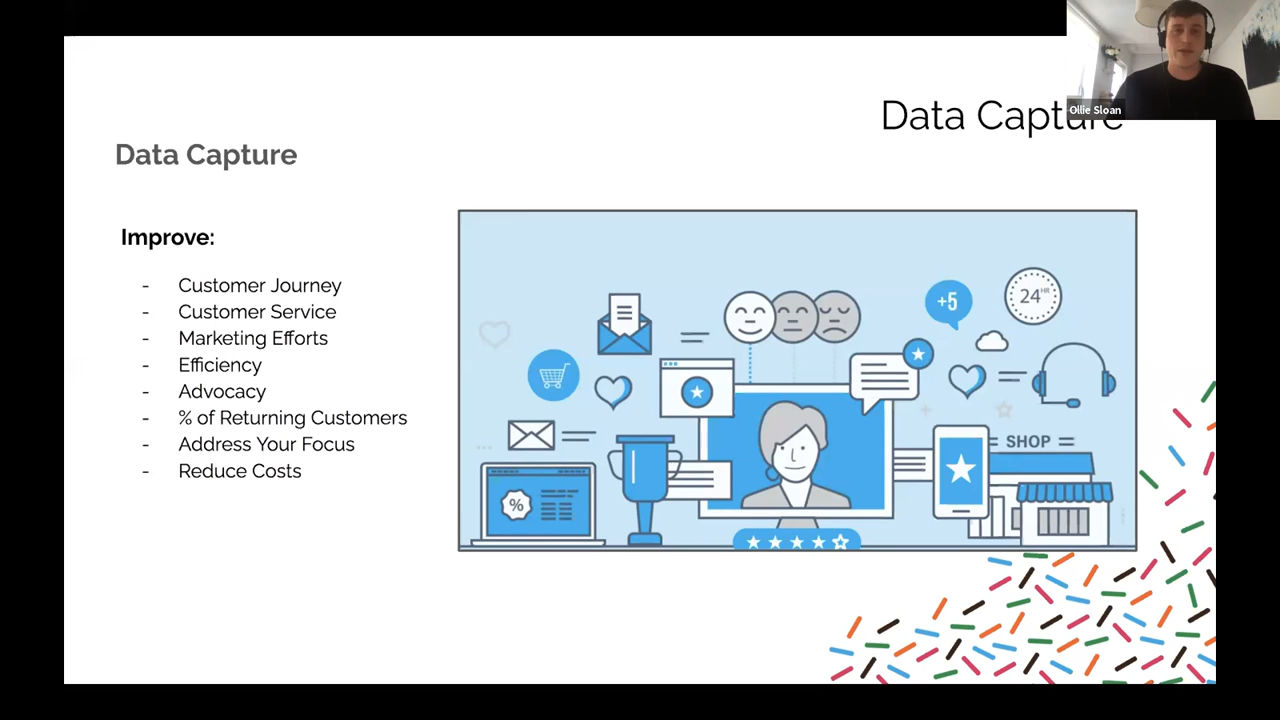 Ollie Sloan
Data Capture
Data Capture
Improve:
- Customer Journey
- Customer Service
- Marketing Efforts
- Efficiency
- Advocacy
- % of Returning Customers
- Address Your Focus
- Reduce Costs
+5
24HR
SHOP
%